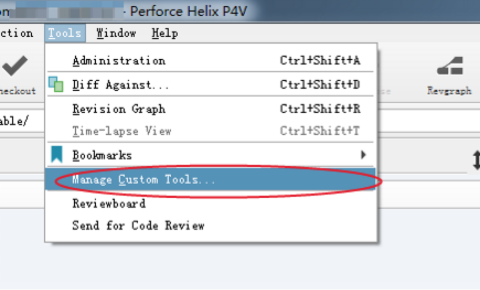 - Perforce Helix P4V
ction Tools Window Help
Administration Ctrl+Shift+A
heckout Diff Against... Ctrl+Shift+D Revgraph
Revision Graph Ctrl+Shift+R
able/
Time-lapse View Ctrl+Shift+T
Bookmarks
Manage Custom Tools...
Reviewboard
Send for Code Review